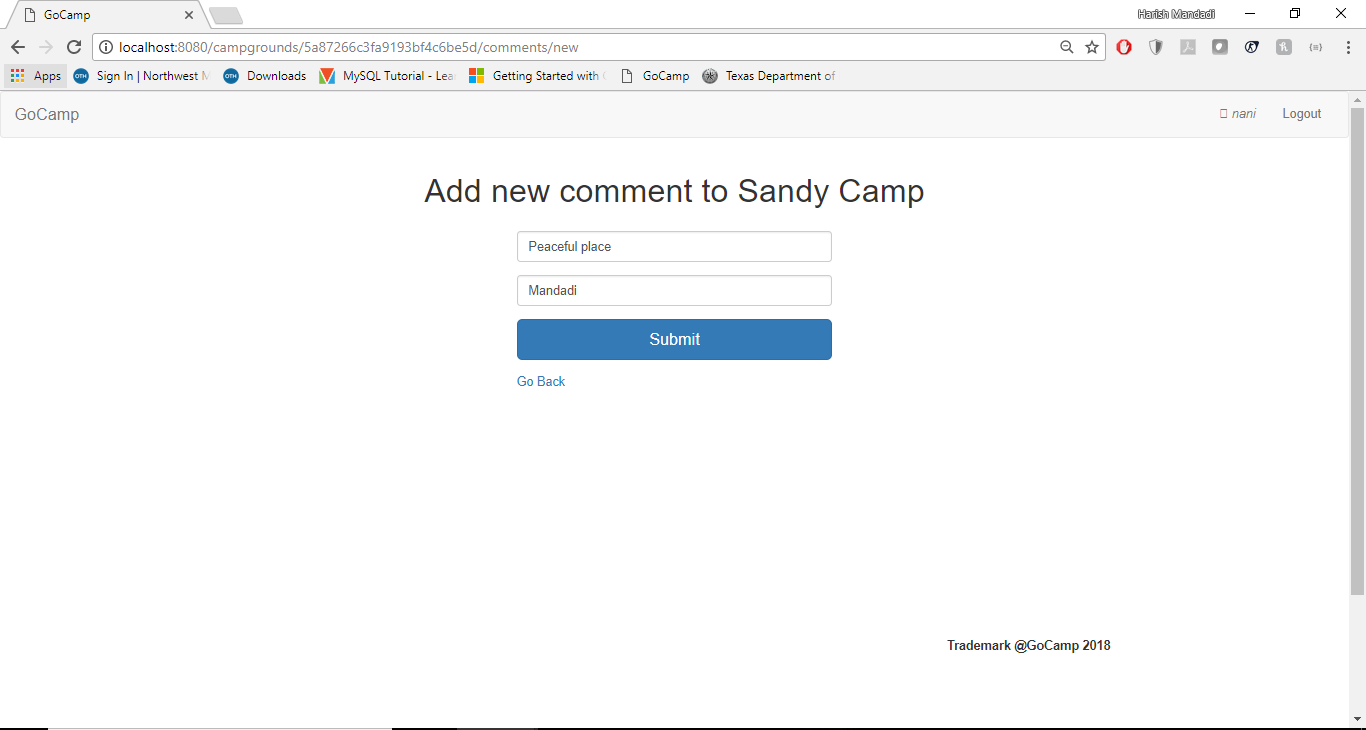 GoCamp
Harish Mandadi
localhost:8080/campgrounds/5a87266c3fa9193bf4c6be5d/comments/new
Apps Sign In | Northwest Downloads MySQL Tutorial - Lea Getting Started with GoCamp Texas Department of
GoCamp nani Logout
Add new comment to Sandy Camp
Peaceful place
Mandadi
Submit
Go Back
Trademark @GoCamp 2018